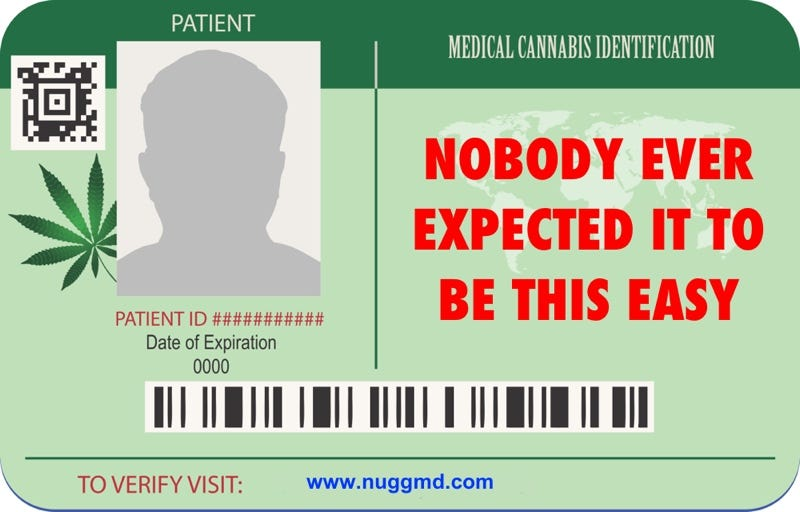 PATIENT
MEDICAL CANNABIS IDENTIFICATION
NOBODY EVER
EXPECTED IT TO
BE THIS EASY
PATIENT ID ###########
Date of Expiration
0000
TO VERIFY VISIT: www.nuggmd.com